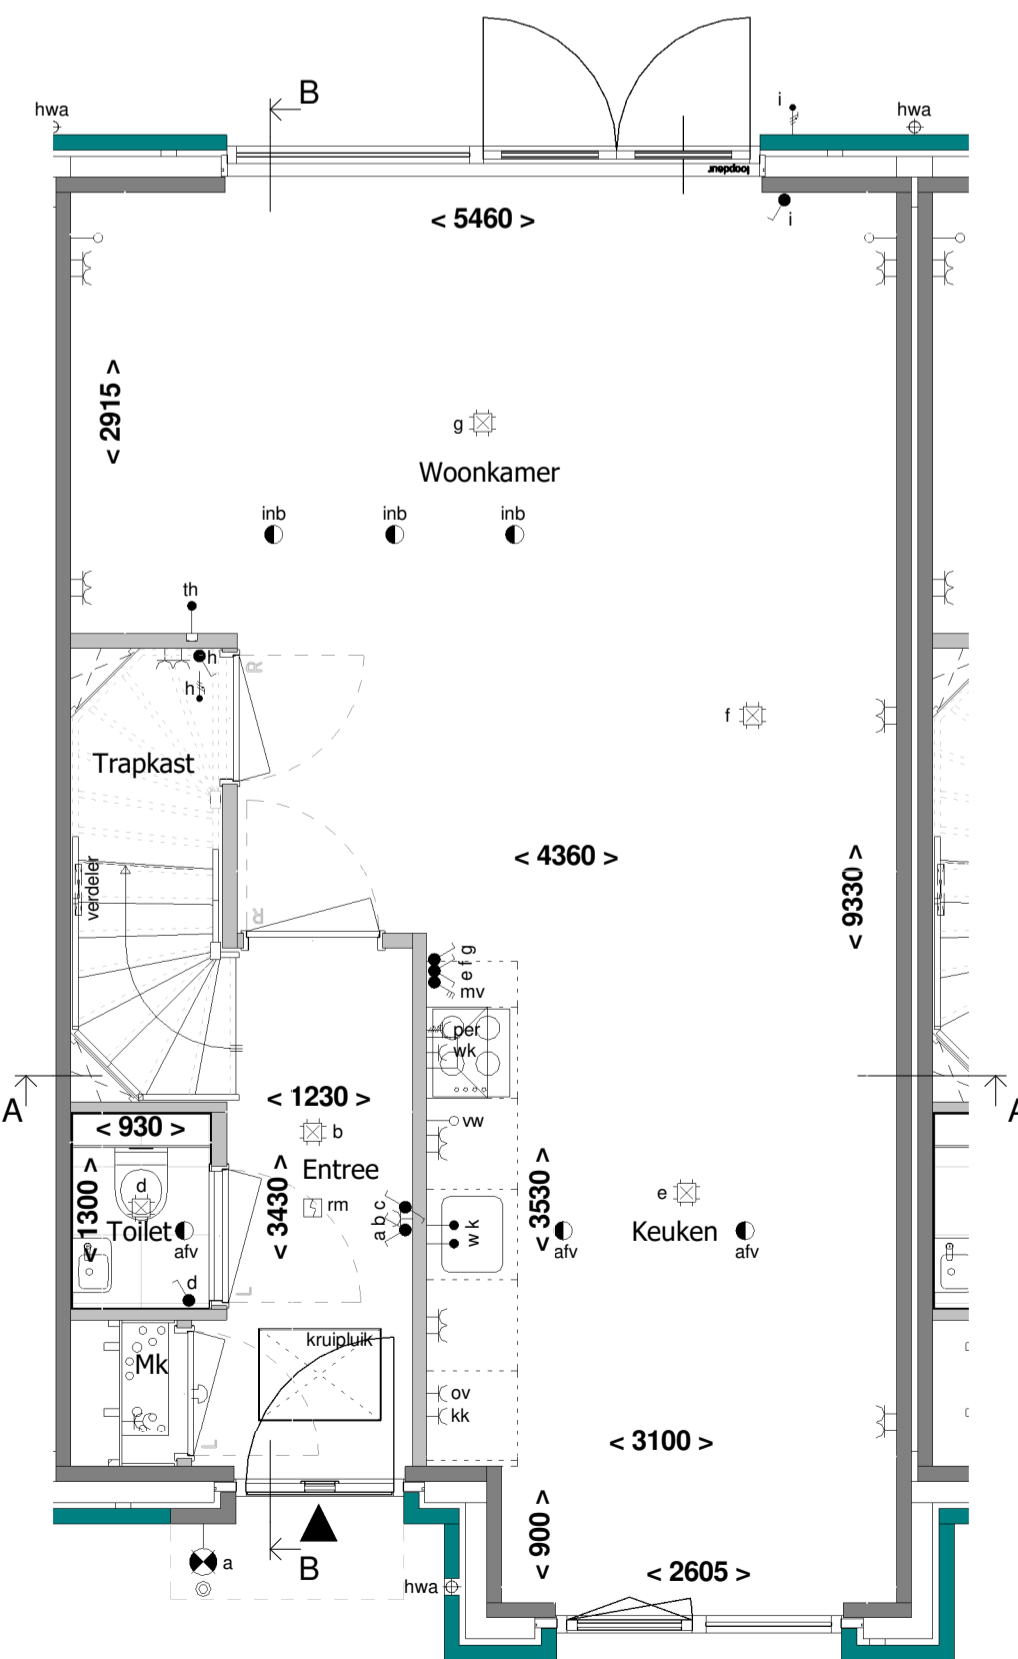 B
hwa
i
hwa
loopdeur
< 5460 >
i
< 2915 >
g
Woonkamer
inb
inb
inb
th
h
R
h
f
Trapkast
< 4360 >
verdeler
< 9330 >
R
g
f
e
mv
per
wk
A
A
< 1230 >
< 930 >
b
vw
d
Entree
< 1300 >
< 3430 >
< 3530 >
e
rm
a b c
Toilet
afv
w k
afv
Keuken
afv
d
L
kruipluik
Mk
ov
kk
L
< 3100 >
< 900 >
a
B
hwa
< 2605 >